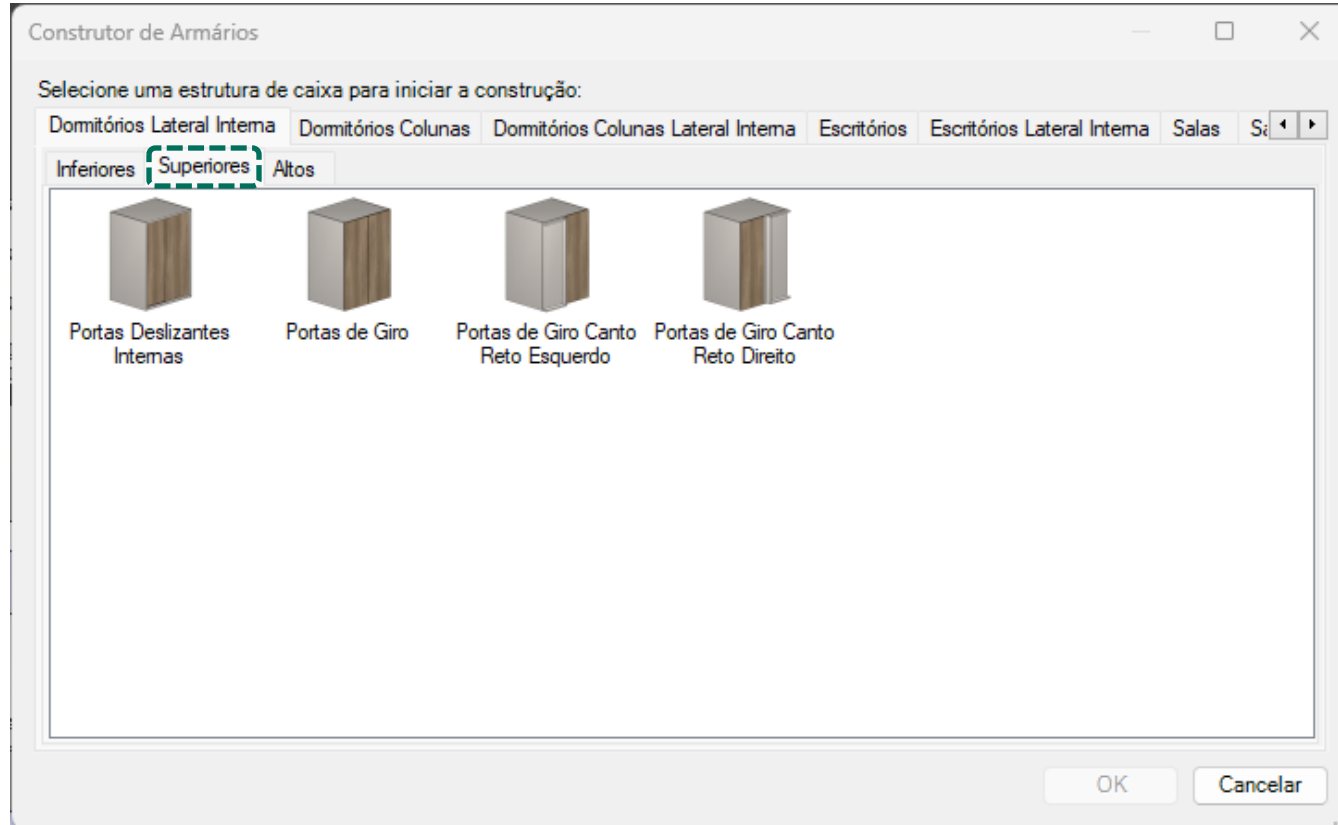 Construtor de Armários
Selecione uma estrutura de caixa para iniciar a construção:
Dormitórios Lateral Interna Dormitórios Colunas Dormitórios Colunas Lateral Interna Escritórios Escritórios Lateral Interna Salas
Inferiores Superiores Altos
Portas Deslizantes Portas de Giro Portas de Giro Canto Portas de Giro Canto
Internas Reto Esquerdo Reto Direito
OK Cancelar